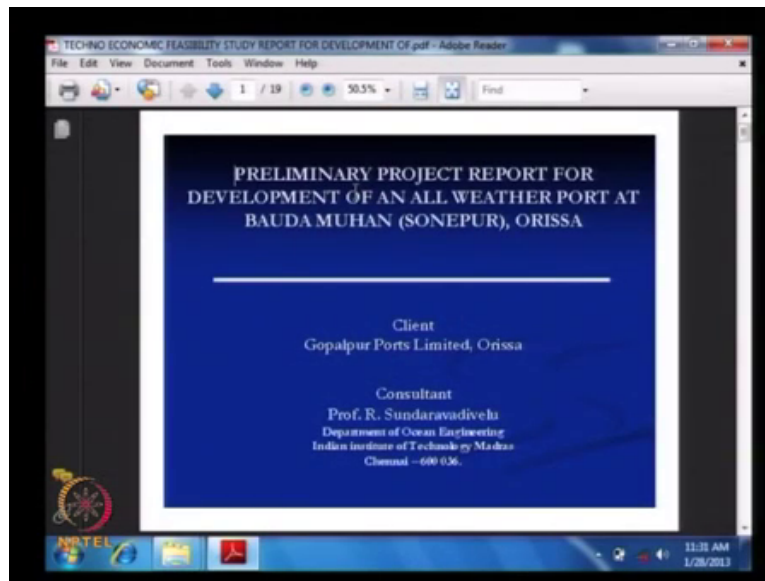 TECHNO ECONOMIC FEASIBILITY STUDY REPORT FOR DEVELOPMENT OF.pdf - Adobe Reader
File Edit View Document Tools Window Help
1 / 19 50.5% Find
PRELIMINARY PROJECT REPORT FOR
DEVELOPMENT OF AN ALL WEATHER PORT AT
BAUDA MUHAN (SONEPUR), ORISSA
Client
Gopalpur Ports Limited, Orissa
Consultant
Prof. R. Sundaravadivelu
Department of Ocean Engineering
Indian institute of Technology Madras
Chennai – 600 036.
NPTEL
11:31 AM
1/28/2013